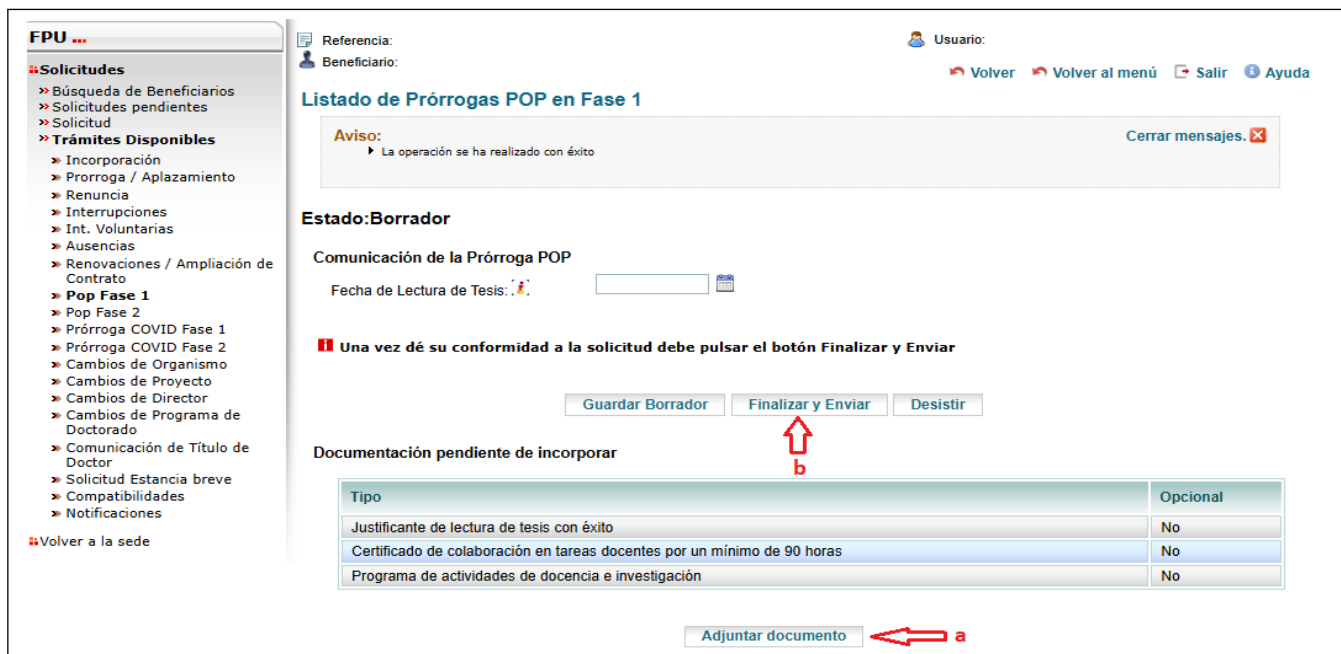 FPU ...
Solicitudes
Búsqueda de Beneficiarios
Solicitudes pendientes
Solicitud
Trámites Disponibles
Incorporación
Prorroga / Aplazamiento
Renuncia
Interrupciones
Int. Voluntarias
Ausencias
Renovaciones / Ampliación de
Contrato
Pop Fase 1
Pop Fase 2
Prórroga COVID Fase 1
Prórroga COVID Fase 2
Cambios de Organismo
Cambios de Proyecto
Cambios de Director
Cambios de Programa de
Doctorado
Comunicación de Título de
Doctor
Solicitud Estancia breve
Compatibilidades
Notificaciones
Volver a la sede
Referencia:
Usuario:
Beneficiario:
Volver Volver al menú Salir Ayuda
Listado de Prórrogas POP en Fase 1
Aviso:
Cerrar mensajes.
La operación se ha realizado con éxito
Estado:Borrador
Comunicación de la Prórroga POP
Fecha de Lectura de Tesis:
Una vez dé su conformidad a la solicitud debe pulsar el botón Finalizar y Enviar
Guardar Borrador Finalizar y Enviar Desistir
b
Documentación pendiente de incorporar
Tipo Opcional
Justificante de lectura de tesis con éxito No
Certificado de colaboración en tareas docentes por un mínimo de 90 horas No
Programa de actividades de docencia e investigación No
Adjuntar documento a